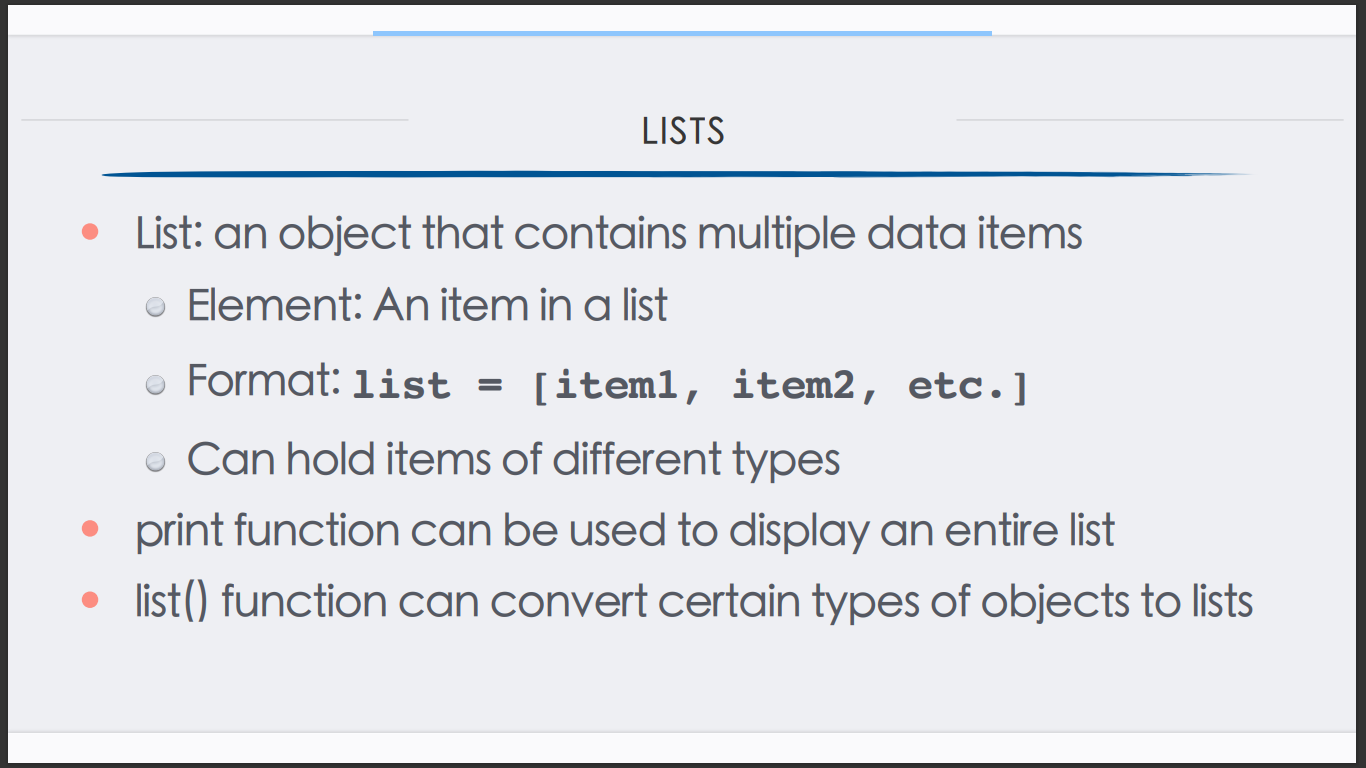 LISTS
List: an object that contains multiple data items
Element: An item in a list
Format: list = [item1, item2, etc.]
Can hold items of different types
print function can be used to display an entire list
list() function can convert certain types of objects to lists